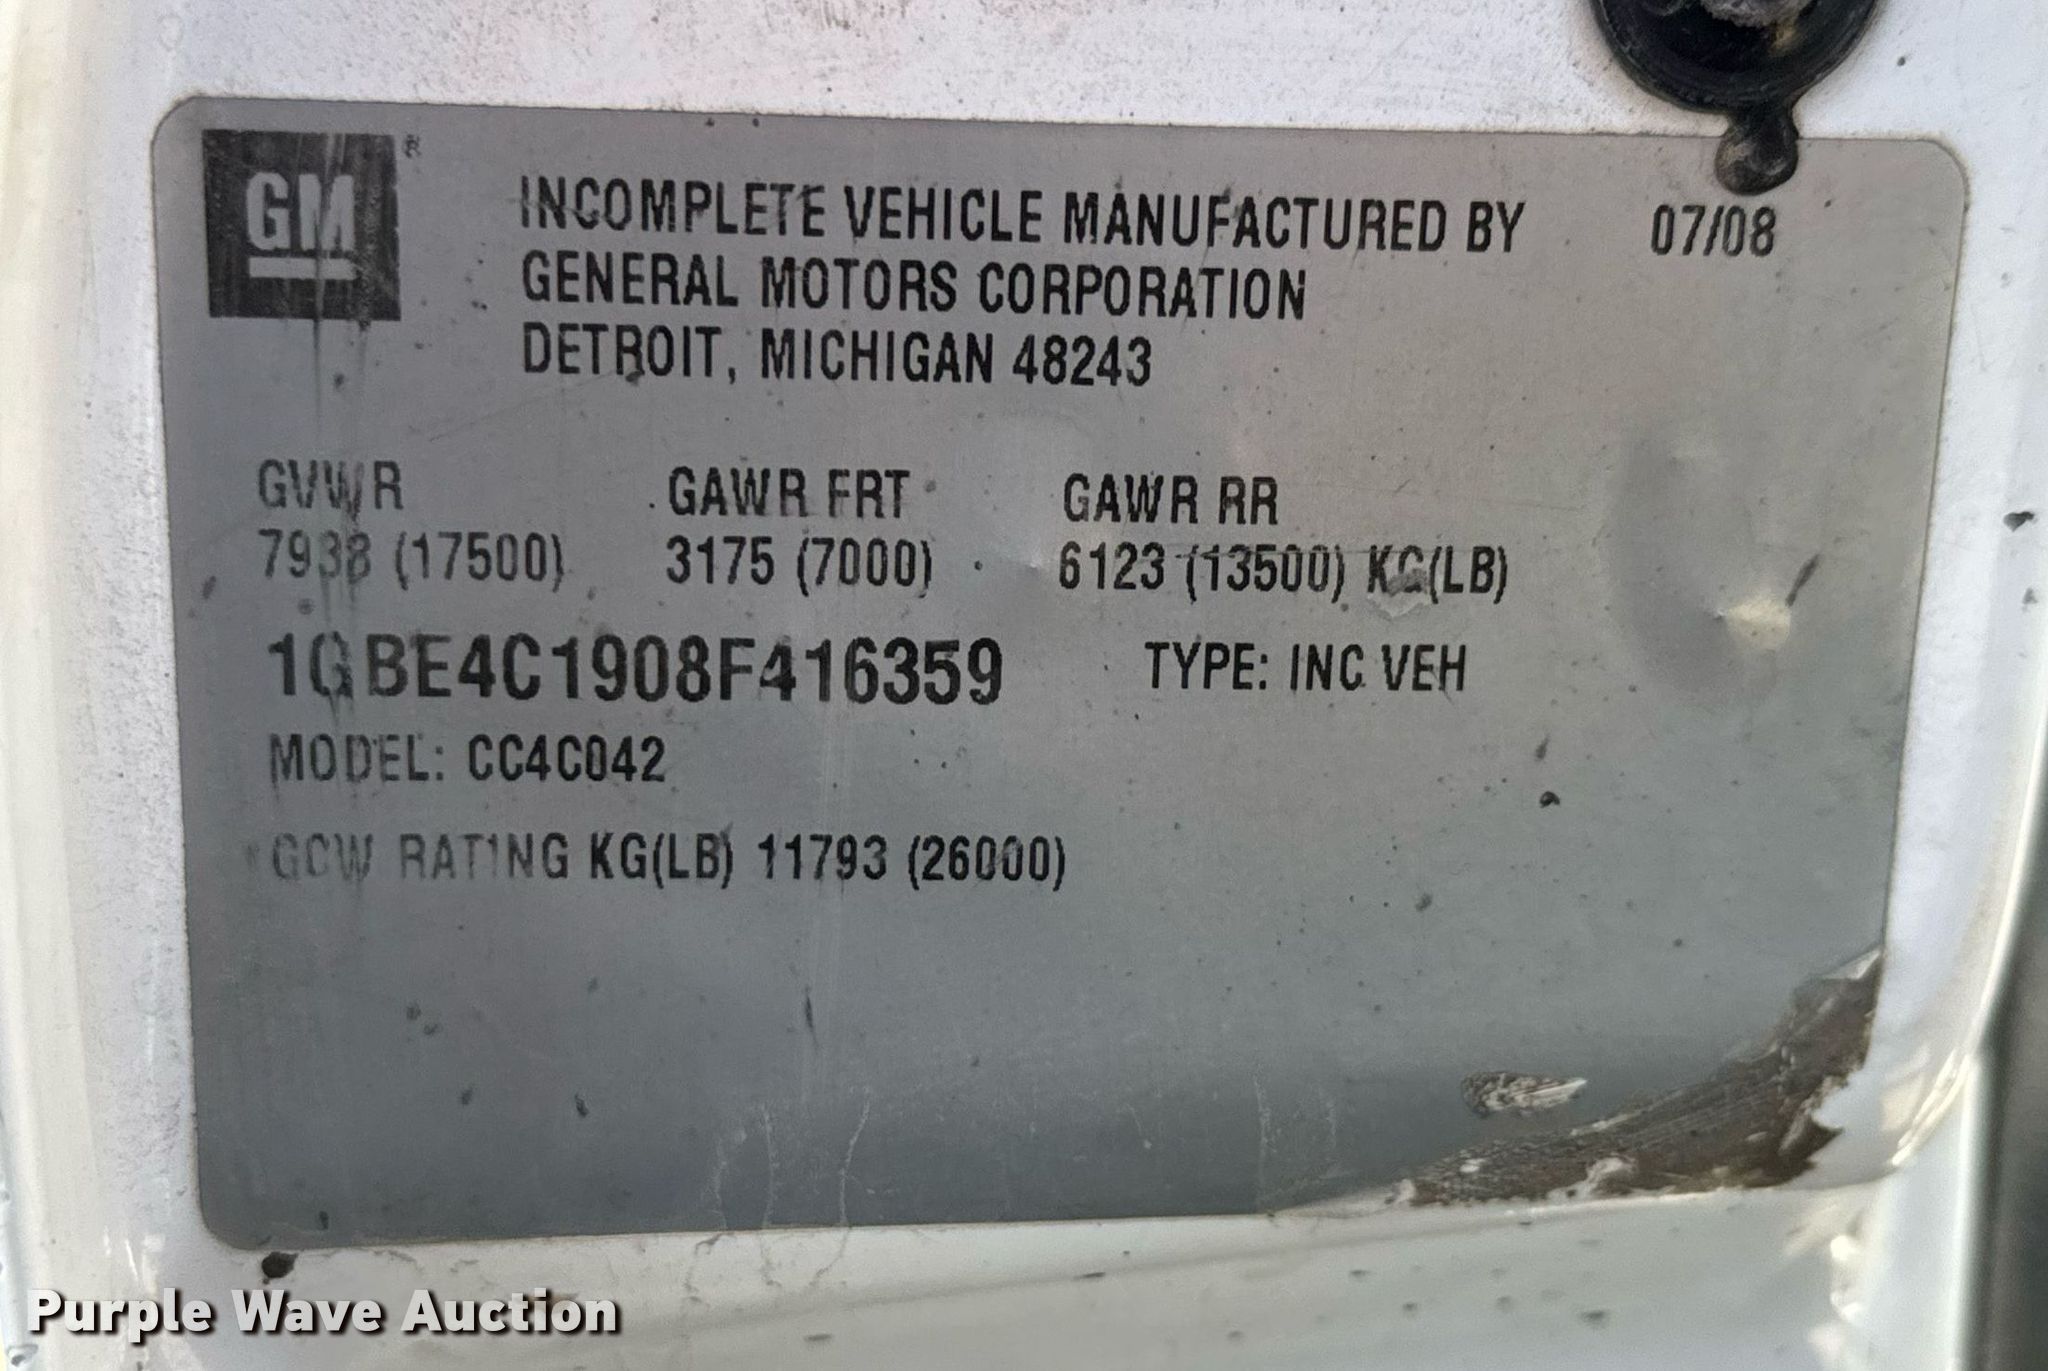 GM ®
INCOMPLETE VEHICLE MANUFACTURED BY 07/08
GENERAL MOTORS CORPORATION
DETROIT, MICHIGAN 48243
GVWR GAWR FRT GAWR RR
7938 (17500) 3175 (7000) 6123 (13500) KG(LB)
1GBE4C1908F416359 TYPE: INC VEH
MODEL: CC4C042
GCW RATING KG(LB) 11793 (26000)
Purple Wave Auction